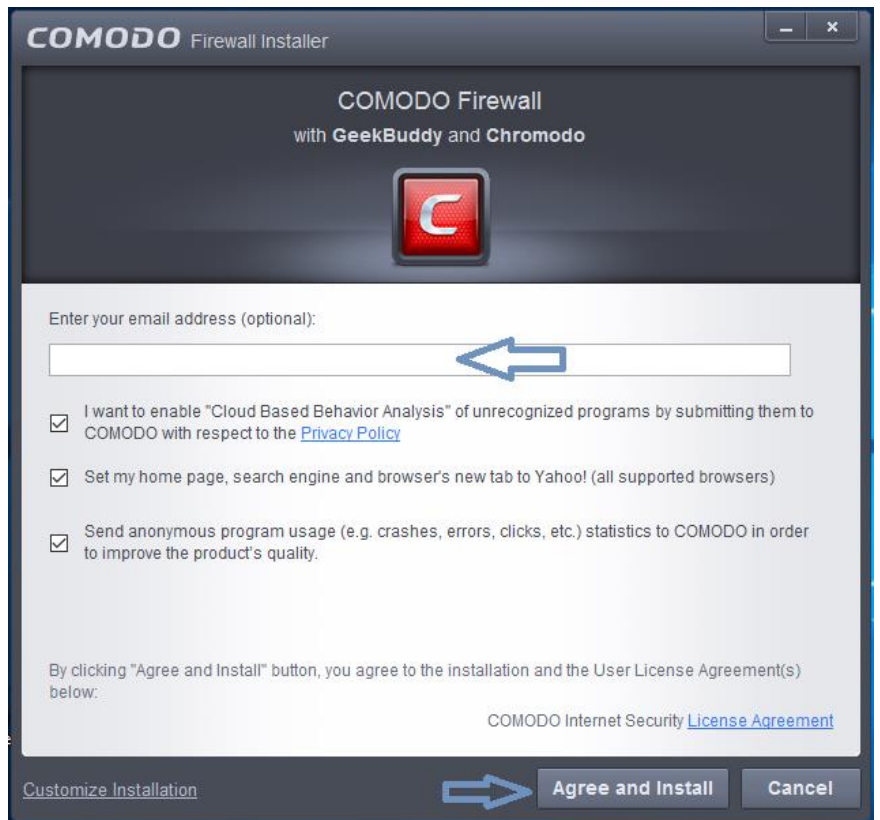 COMODO Firewall Installer
COMODO Firewall
with GeekBuddy and Chromodo
C
Enter your email address (optional):
I want to enable "Cloud Based Behavior Analysis" of unrecognized programs by submitting them to
COMODO with respect to the Privacy Policy
Set my home page, search engine and browser's new tab to Yahoo! (all supported browsers)
Send anonymous program usage (e.g. crashes, errors, clicks, etc.) statistics to COMODO in order
to improve the product's quality.
By clicking "Agree and Install" button, you agree to the installation and the User License Agreement(s)
below:
COMODO Internet Security License Agreement
Customize Installation
Agree and Install
Cancel